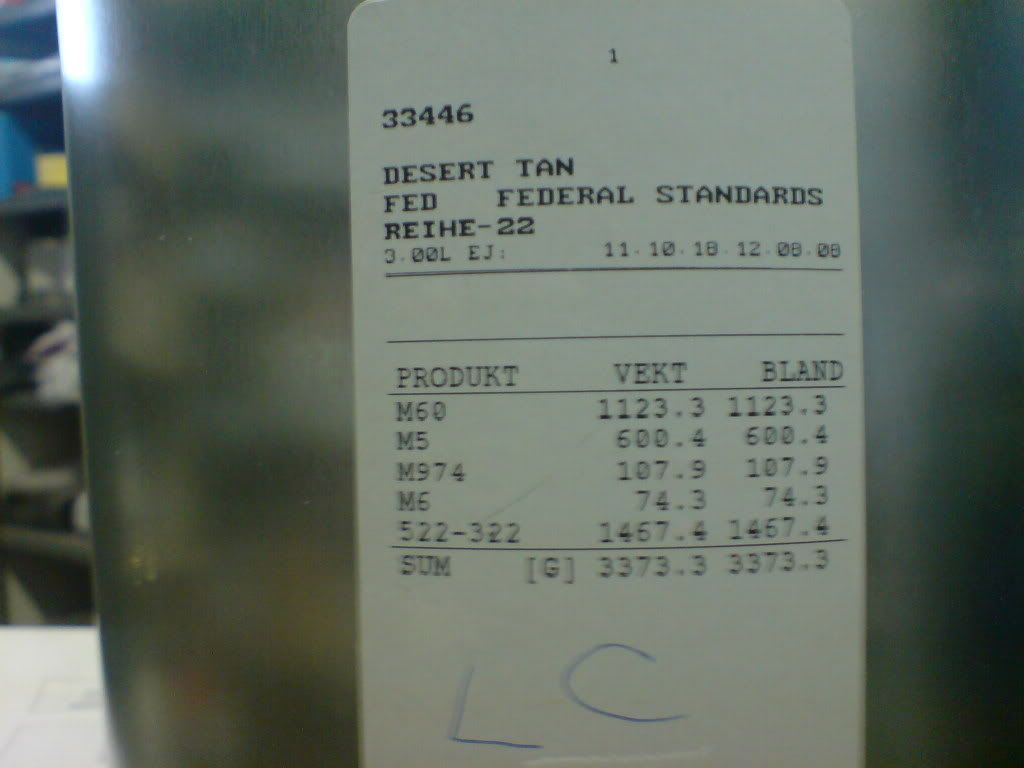 1
33446
DESERT TAN
FED FEDERAL STANDARDS
REIHE-22
3.00L EJ: 11.10.18 12.08.08
PRODUKT VEKT BLAND
M60 1123.3 1123.3
M5 600.4 600.4
M974 107.9 107.9
M6 74.3 74.3
522-322 1467.4 1467.4
SUM [G] 3373.3 3373.3
LC